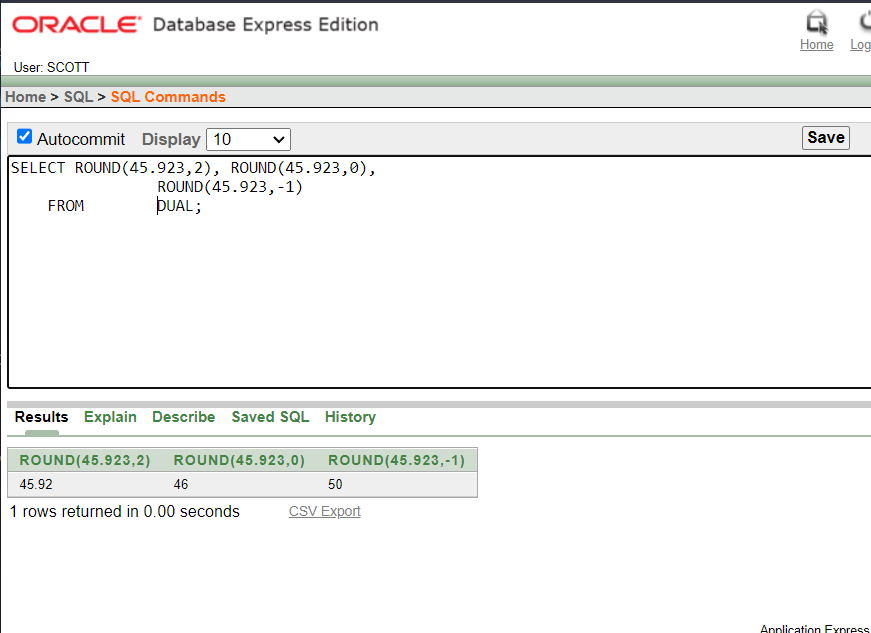 ORACLE® Database Express Edition
Home
User: SCOTT
Home > SQL > SQL Commands
Autocommit Display 10 Save
SELECT ROUND(45.923,2), ROUND(45.923,0),
ROUND(45.923,-1)
FROM DUAL;
Results Explain Describe Saved SQL History
ROUND(45.923,2) ROUND(45.923,0) ROUND(45.923,-1)
45.92 46 50
1 rows returned in 0.00 seconds CSV Export
Application Express